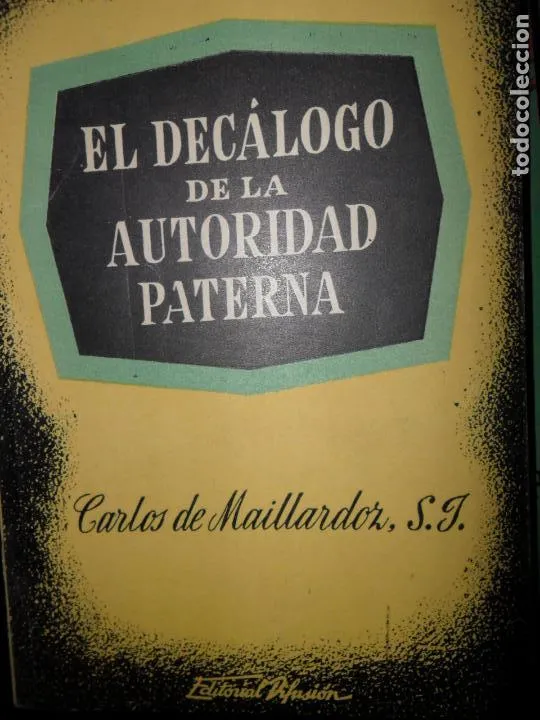 EL DECÁLOGO
DE LA
AUTORIDAD
PATERNA
Carlos de Maillardoz, S.J.
Editorial Difusión
todocoleccion